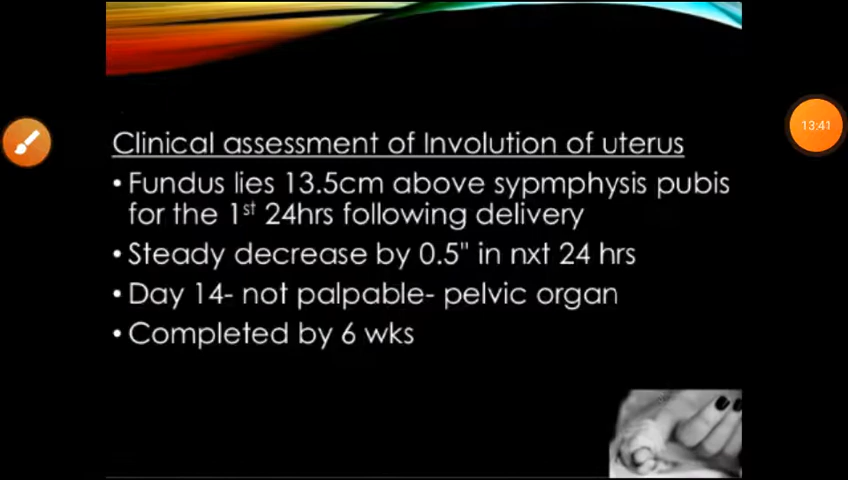 13:41
Clinical assessment of Involution of uterus
• Fundus lies 13.5cm above sypmphysis pubis
for the 1st 24hrs following delivery
• Steady decrease by 0.5" in nxt 24 hrs
• Day 14- not palpable- pelvic organ
• Completed by 6 wks